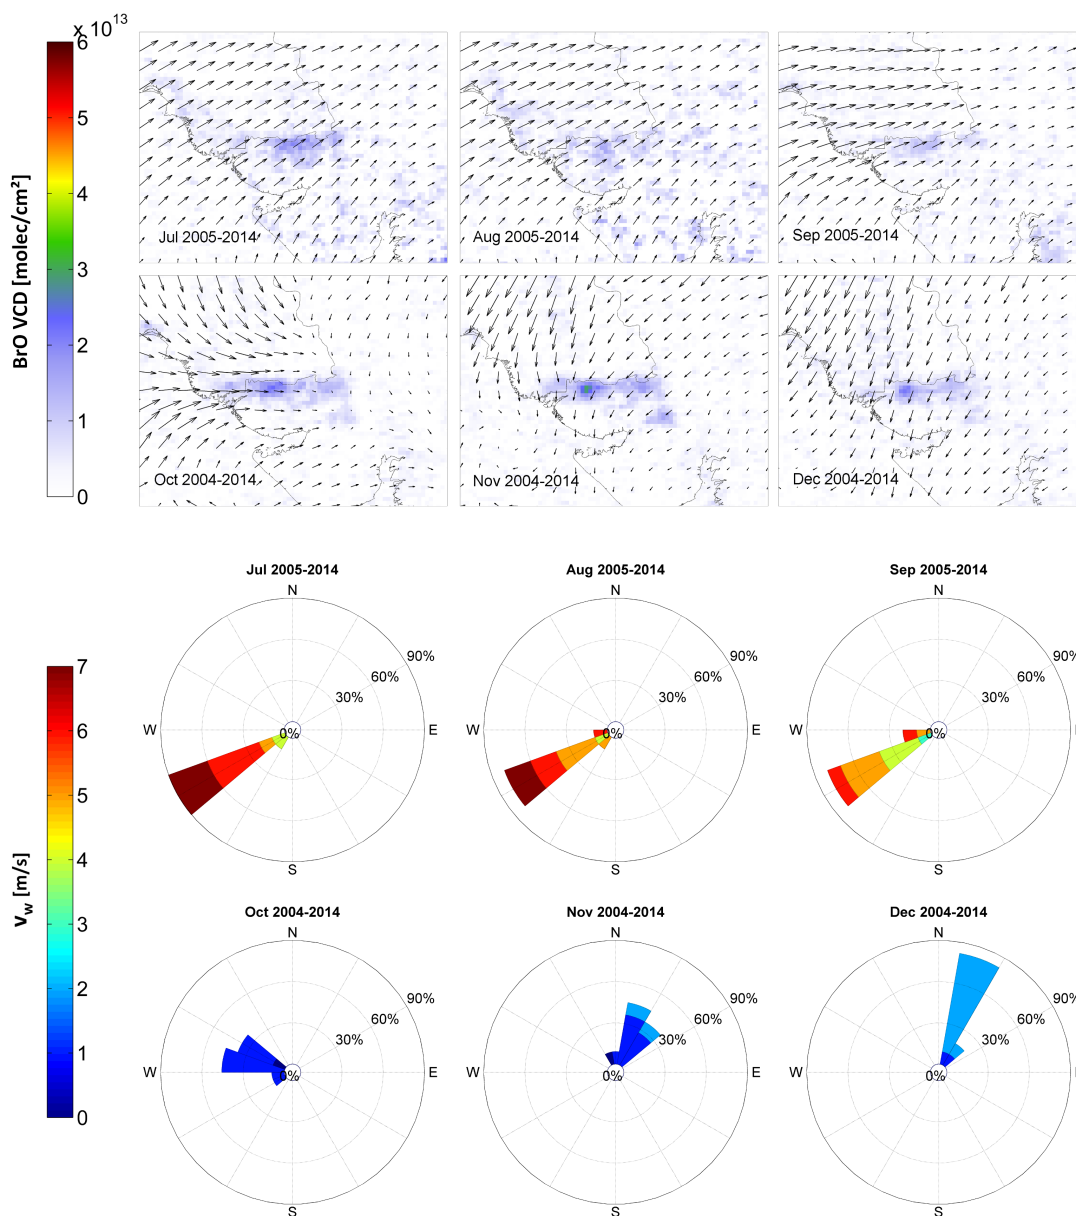 x 10¹³
6
5
4
3
2
1
0
BrO VCD [molec/cm²]
Jul 2005-2014
Aug 2005-2014
Sep 2005-2014
Oct 2004-2014
Nov 2004-2014
Dec 2004-2014
7
6
5
4
3
2
1
0
v_w [m/s]
Jul 2005-2014
N
90%
60%
30%
0%
W
E
S
Aug 2005-2014
N
90%
60%
30%
0%
W
E
S
Sep 2005-2014
N
90%
60%
30%
0%
W
S
Oct 2004-2014
N
90%
60%
30%
0%
W
E
S
Nov 2004-2014
N
90%
60%
30%
0%
W
E
S
Dec 2004-2014
N
90%
60%
30%
0%
W
S